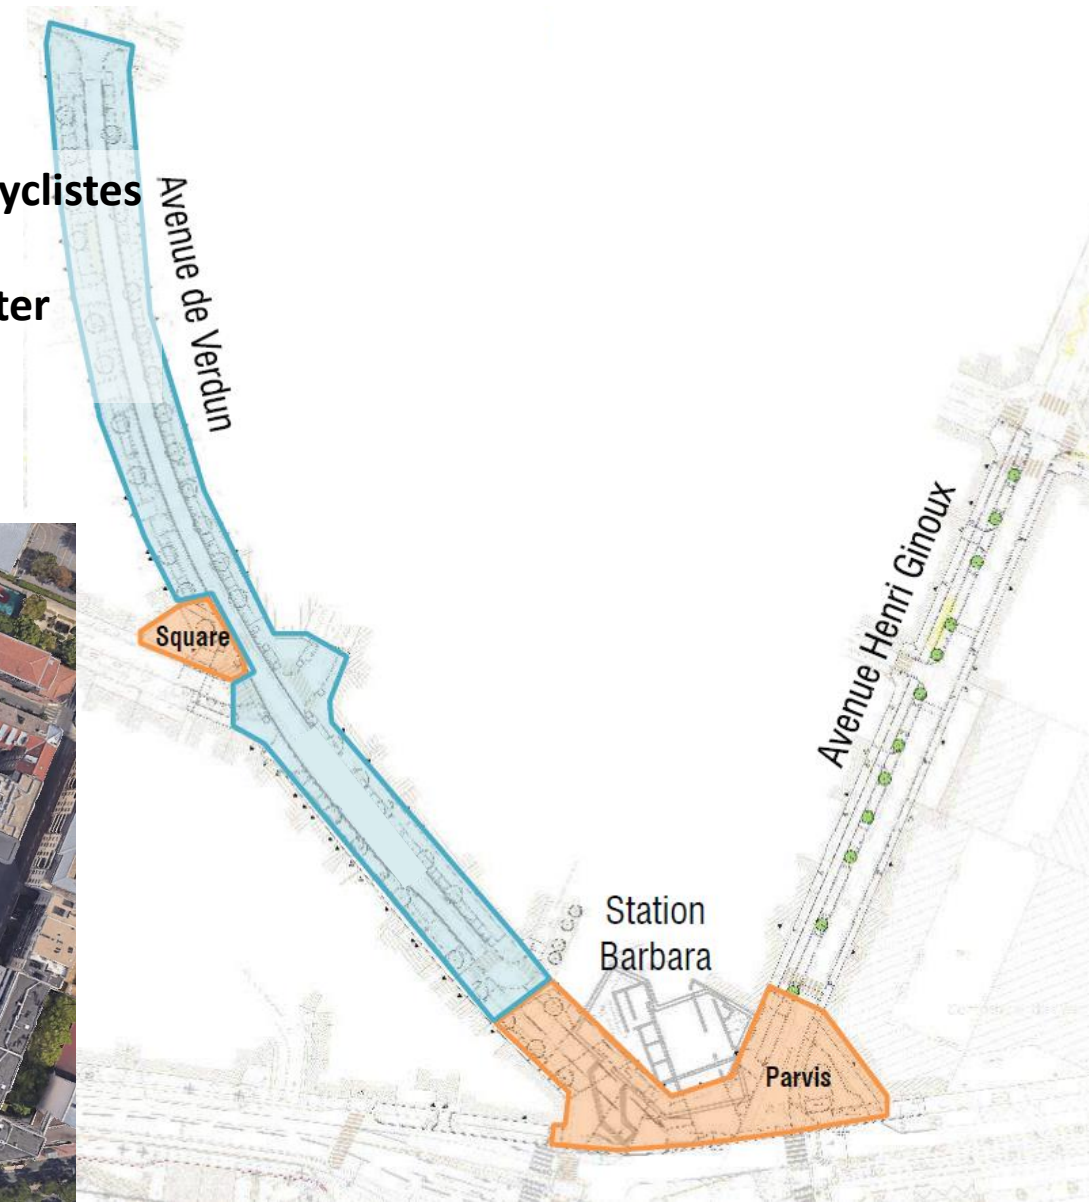 yclistes
ter
Avenue de Verdun
Square
Avenue Henri Ginoux
Station
Barbara
Parvis